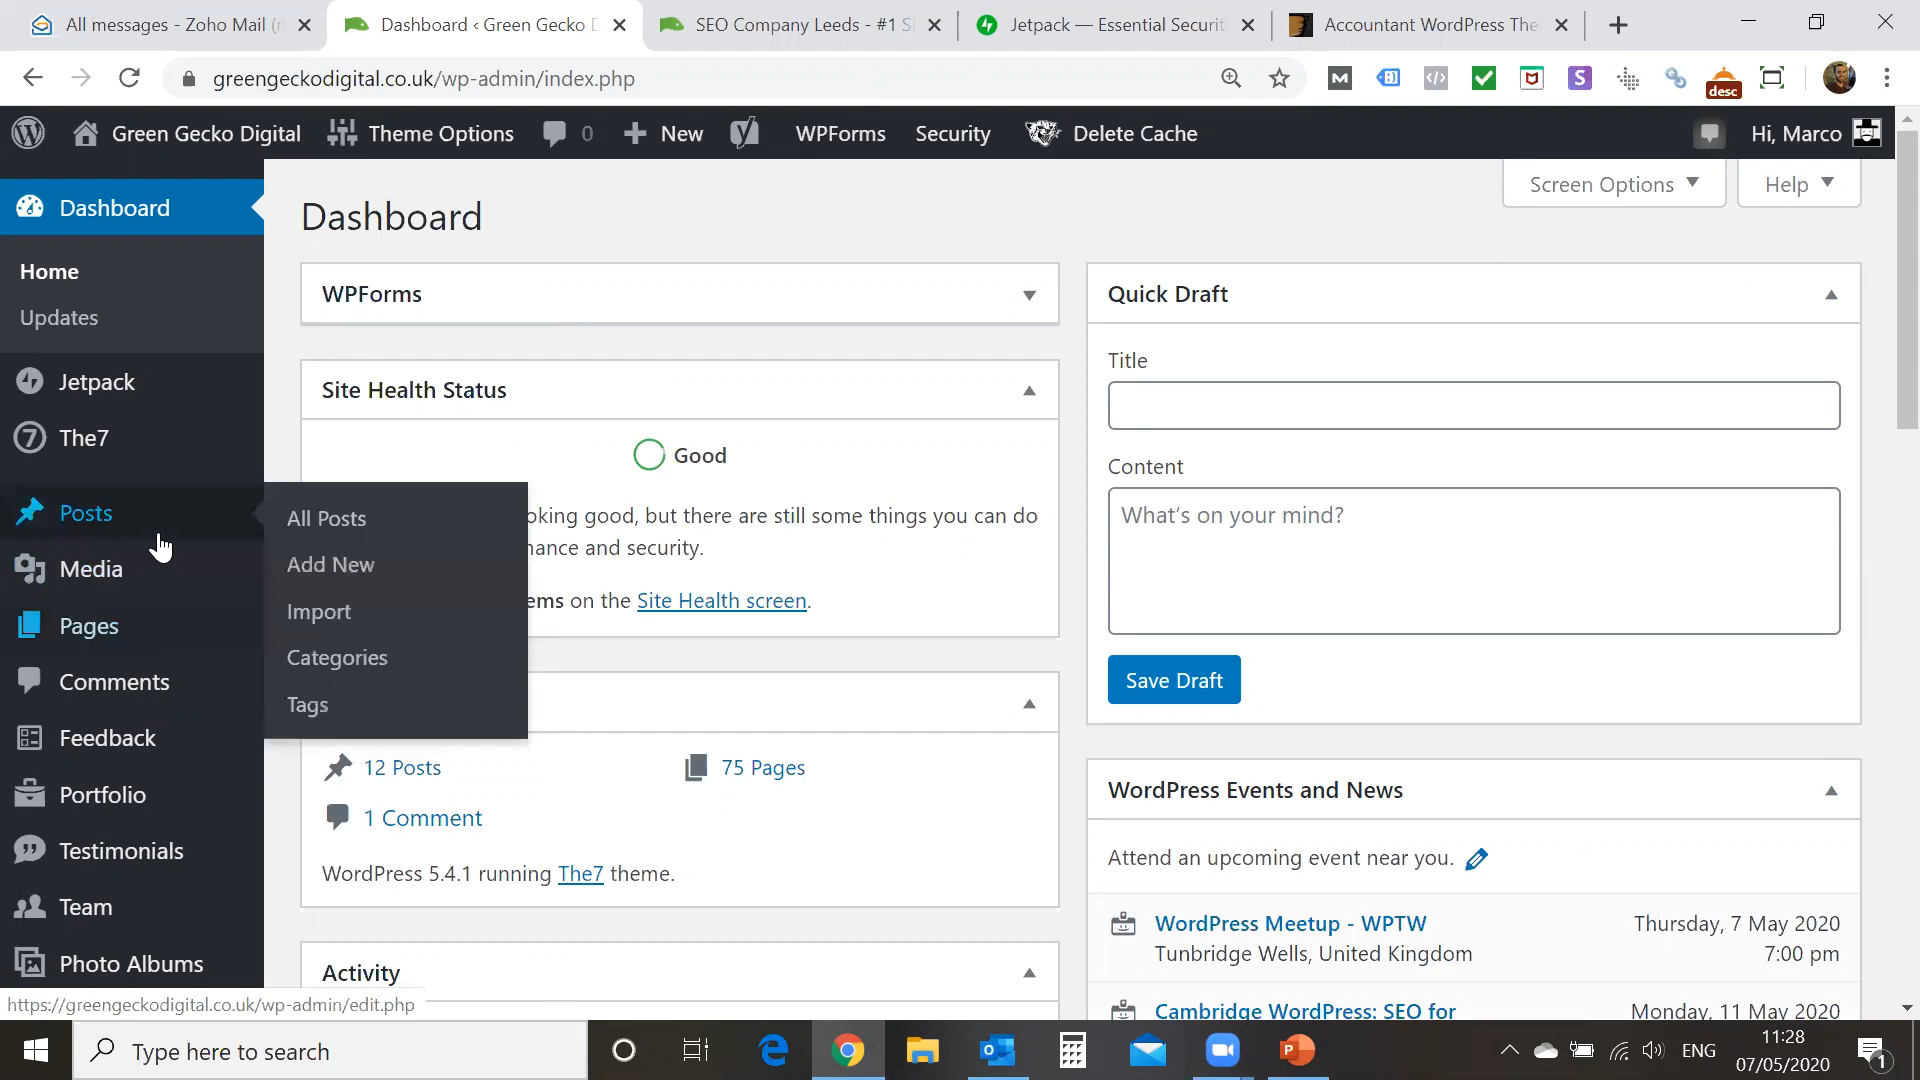 All messages - Zoho Mail (n
Dashboard ‹ Green Gecko D
SEO Company Leeds - #1 S
Jetpack — Essential Securit
Accountant WordPress The
greengeckodigital.co.uk/wp-admin/index.php
desc
Green Gecko Digital
Theme Options
0
New
WPForms
Security
Delete Cache
Hi, Marco
Dashboard
Home
Updates
Jetpack
The7
Posts
Media
Pages
Comments
Feedback
Portfolio
Testimonials
Team
Photo Albums
All Posts
Add New
Import
Categories
Tags
Screen Options
Help
Dashboard
WPForms
Site Health Status
Good
oking good, but there are still some things you can do
nance and security.
ems on the Site Health screen.
12 Posts
75 Pages
1 Comment
WordPress 5.4.1 running The7 theme.
Activity
Quick Draft
Title
Content
What's on your mind?
Save Draft
WordPress Events and News
Attend an upcoming event near you.
WordPress Meetup - WPTW
Thursday, 7 May 2020
Tunbridge Wells, United Kingdom
7:00 pm
Cambridge WordPress: SEO for
Monday, 11 May 2020
https://greengeckodigital.co.uk/wp-admin/edit.php
Type here to search
ENG
11:28
07/05/2020
1